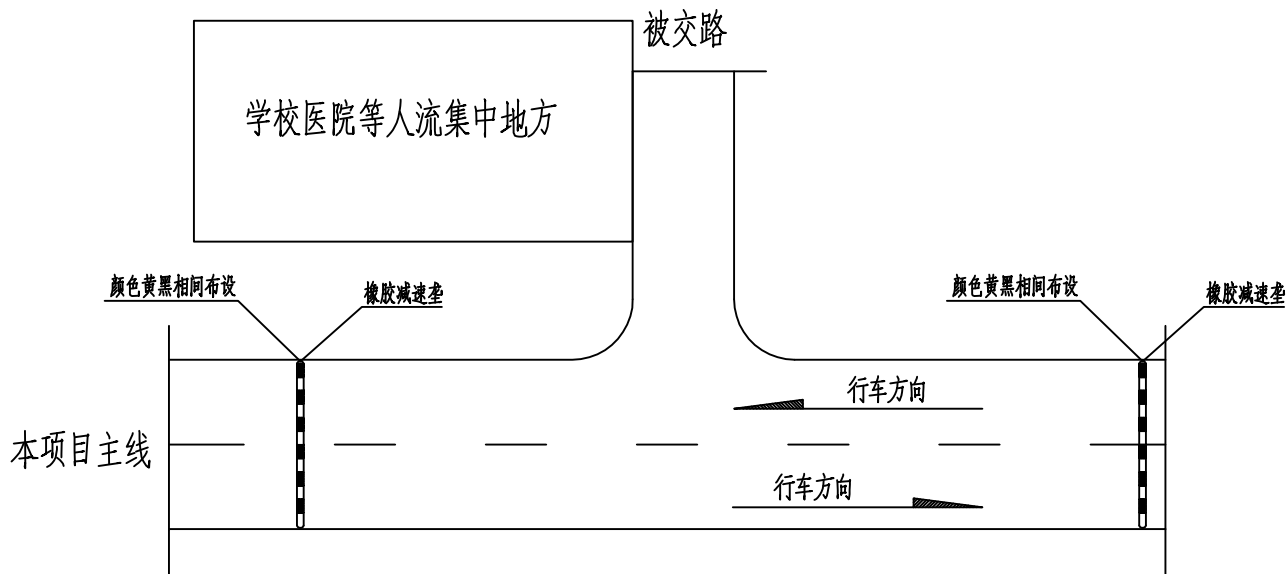 被交路
学校医院等人流集中地方
颜色黄黑相间布设
橡胶减速垄
颜色黄黑相间布设
橡胶减速垄
行车方向
本项目主线
行车方向